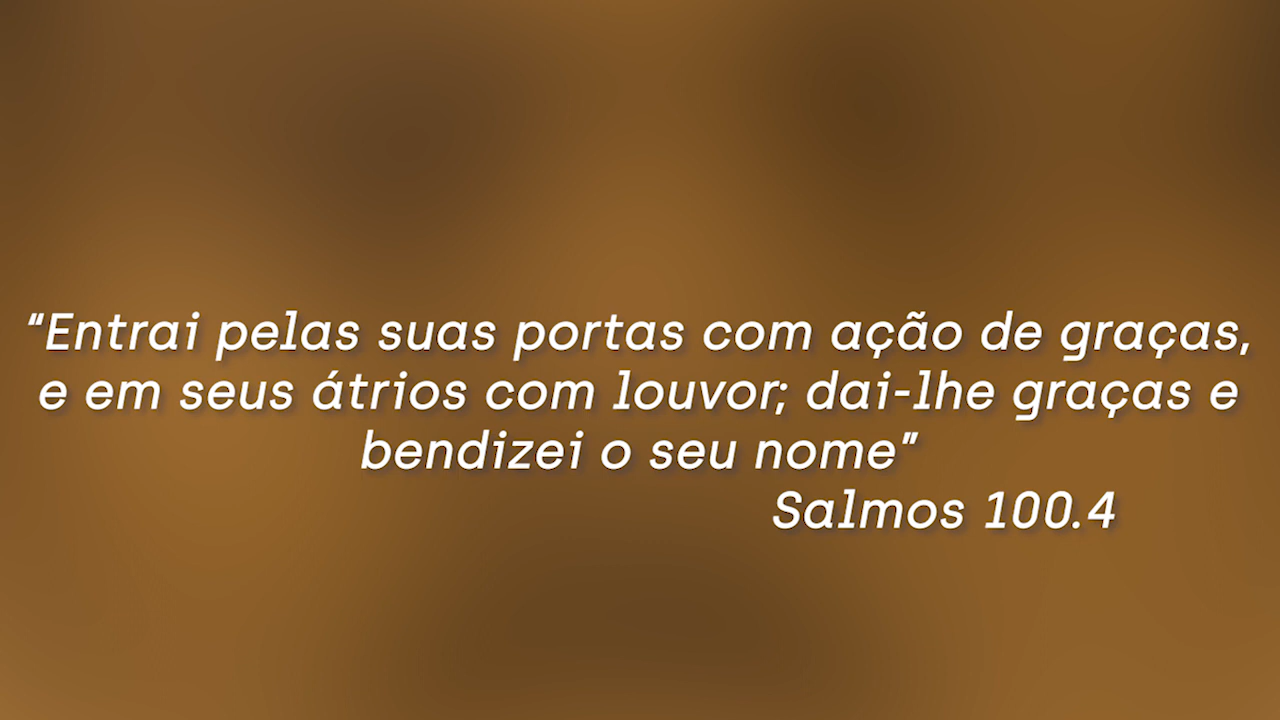 “Entrai pelas suas portas com ação de graças,
e em seus átrios com louvor; dai-lhe graças e
bendizei o seu nome”
Salmos 100.4